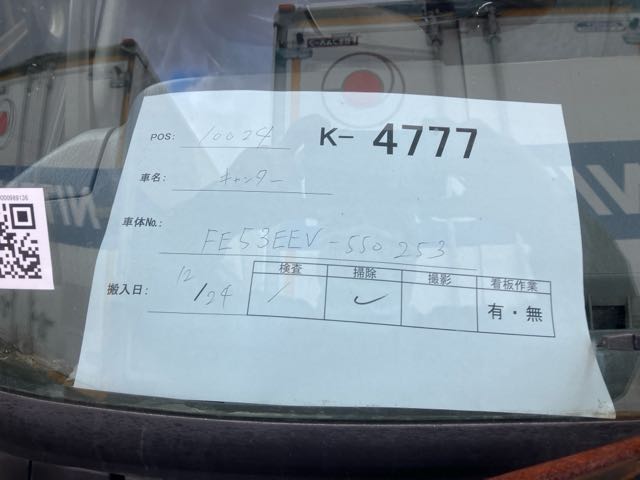 POS: 10024 K- 4777
車名: キャンター
車体No.: FE53EEV-550253
搬入日: 12/24
検査 掃除 撮影 看板作業
有・無